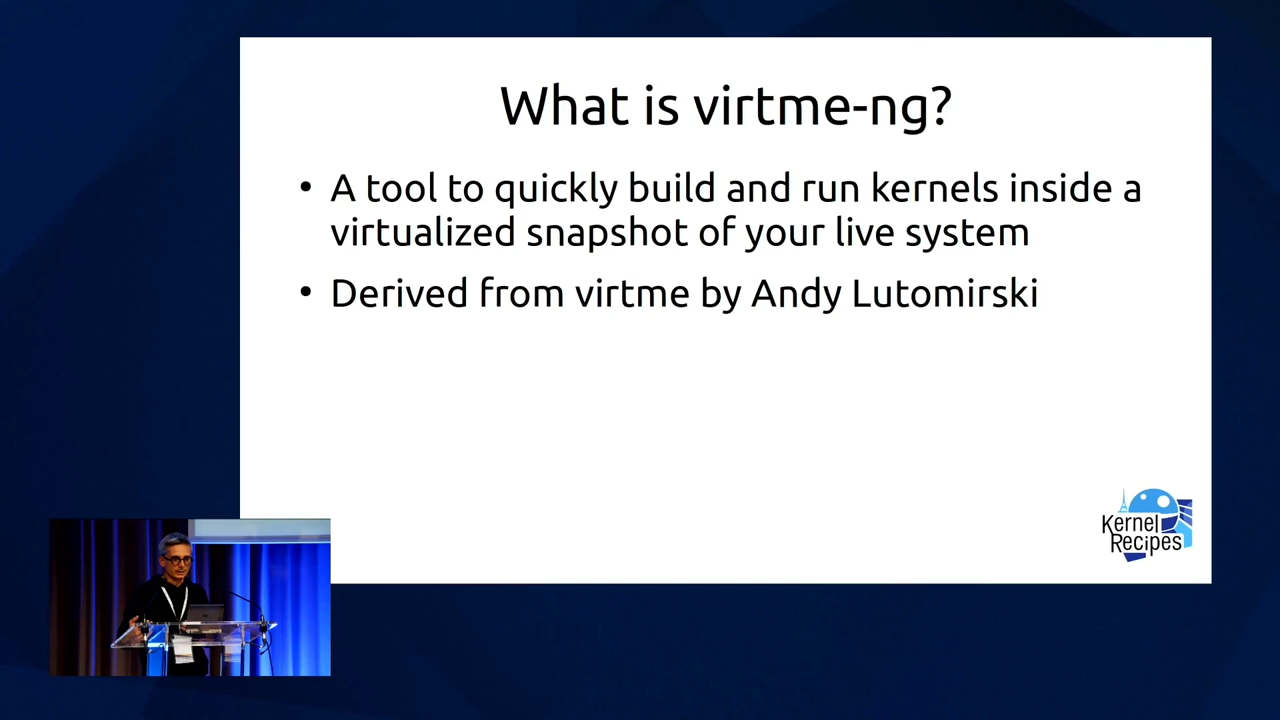 What is virtme-ng?
• A tool to quickly build and run kernels inside a
virtualized snapshot of your live system
• Derived from virtme by Andy Lutomirski
Kernel
Recipes